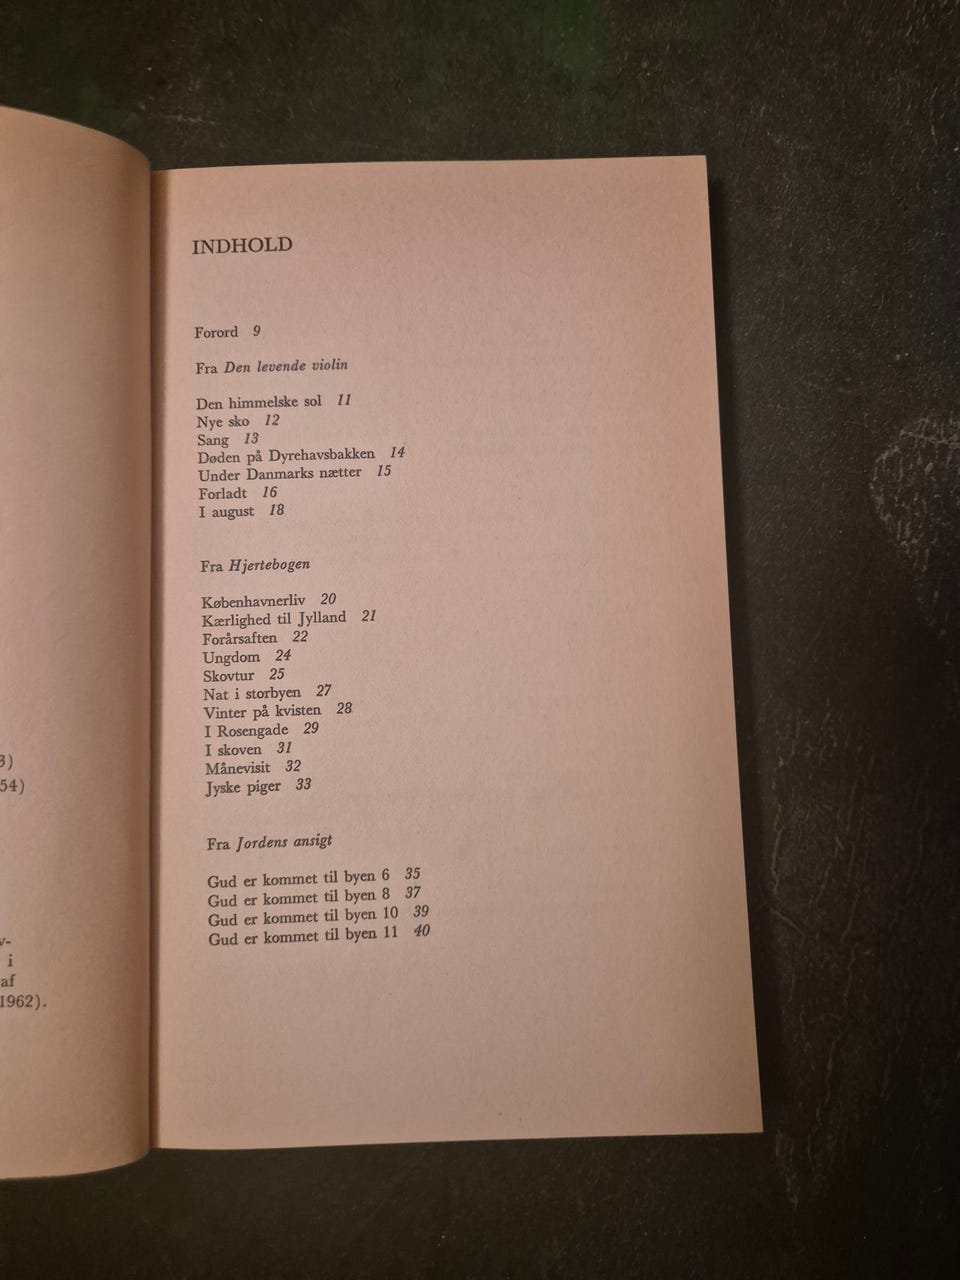 3)
54)
v-
i
af
1962).
INDHOLD
Forord 9
Fra Den levende violin
Den himmelske sol 11
Nye sko 12
Sang 13
Døden på Dyrehavsbakken 14
Under Danmarks nætter 15
Forladt 16
I august 18
Fra Hjertebogen
Københavnerliv 20
Kærlighed til Jylland 21
Forårsaften 22
Ungdom 24
Skovtur 25
Nat i storbyen 27
Vinter på kvisten 28
I Rosengade 29
I skoven 31
Månevisit 32
Jyske piger 33
Fra Jordens ansigt
Gud er kommet til byen 6 35
Gud er kommet til byen 8 37
Gud er kommet til byen 10 39
Gud er kommet til byen 11 40